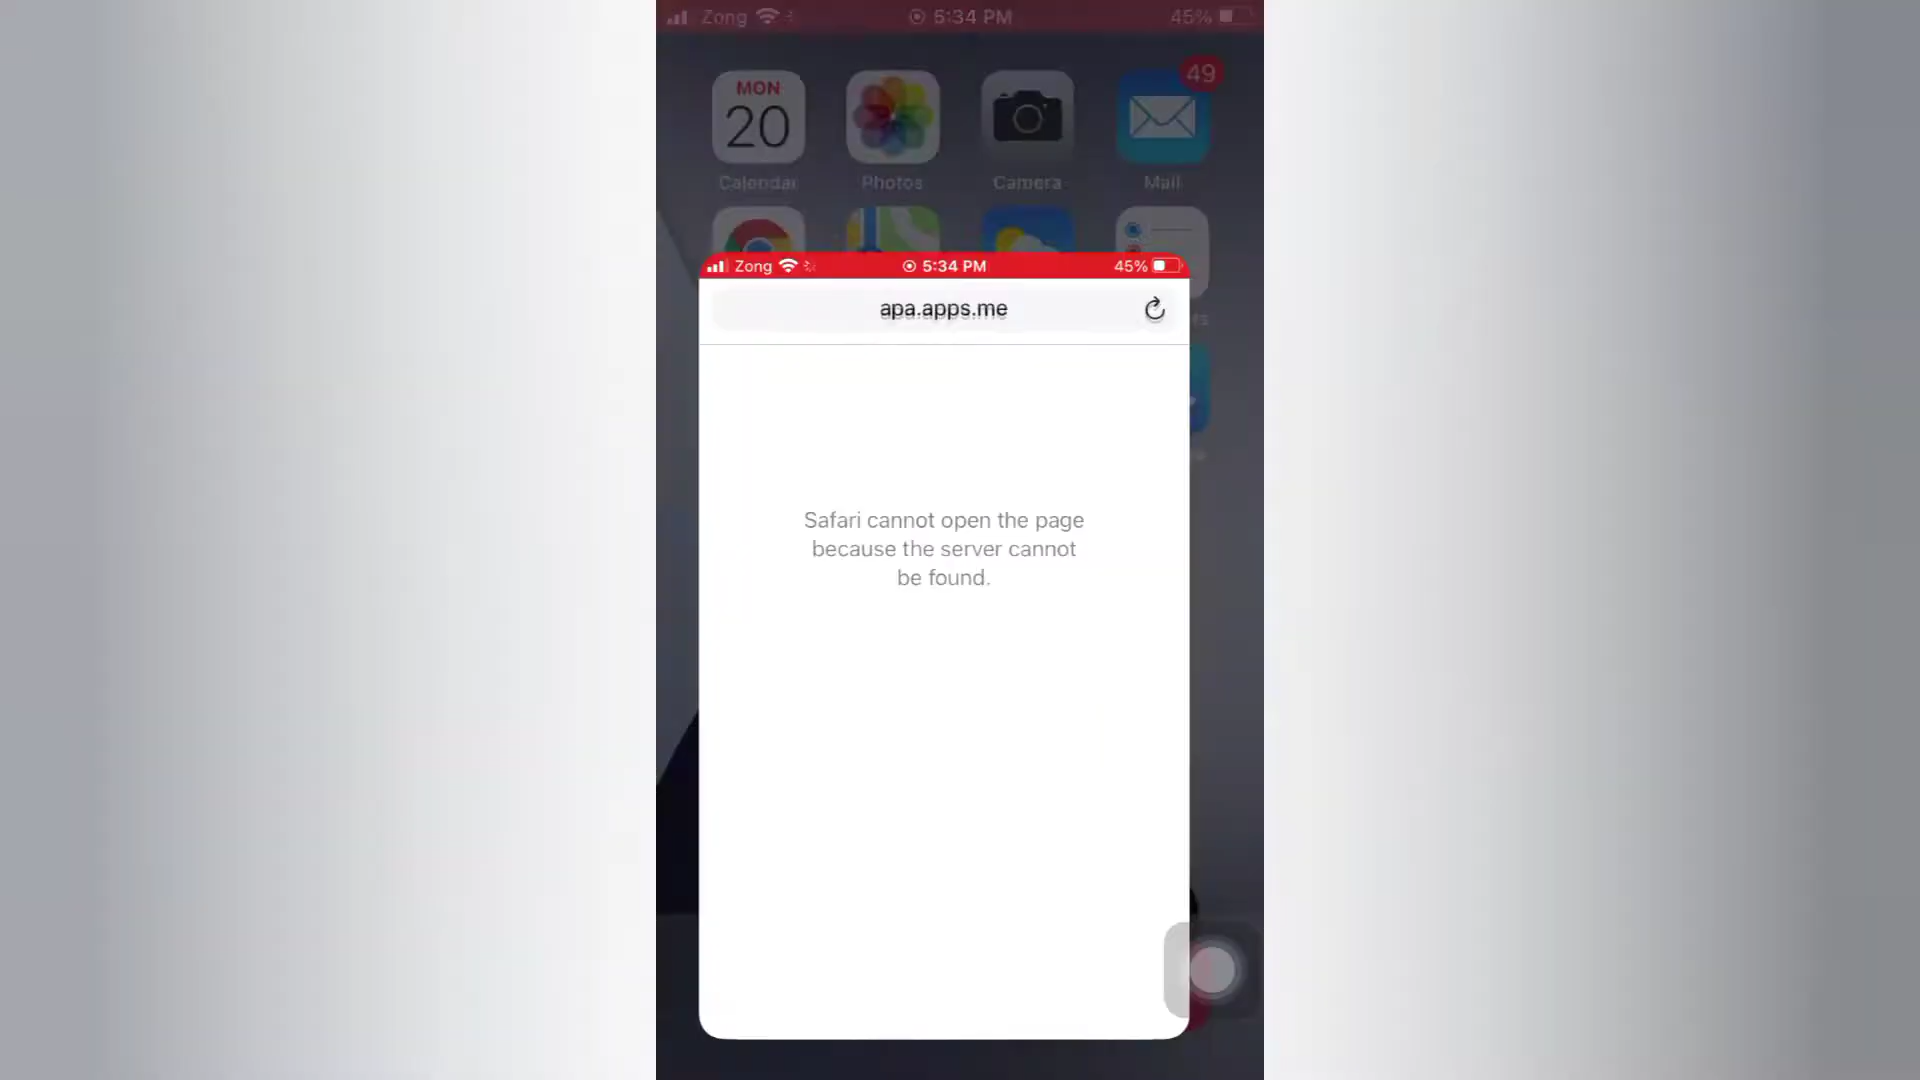 Zong 5:34 PM 45%
49
MON
20
Calendar Photos Camera Mail
Zong 5:34 PM 45%
apa.apps.me
Safari cannot open the page
because the server cannot
be found.